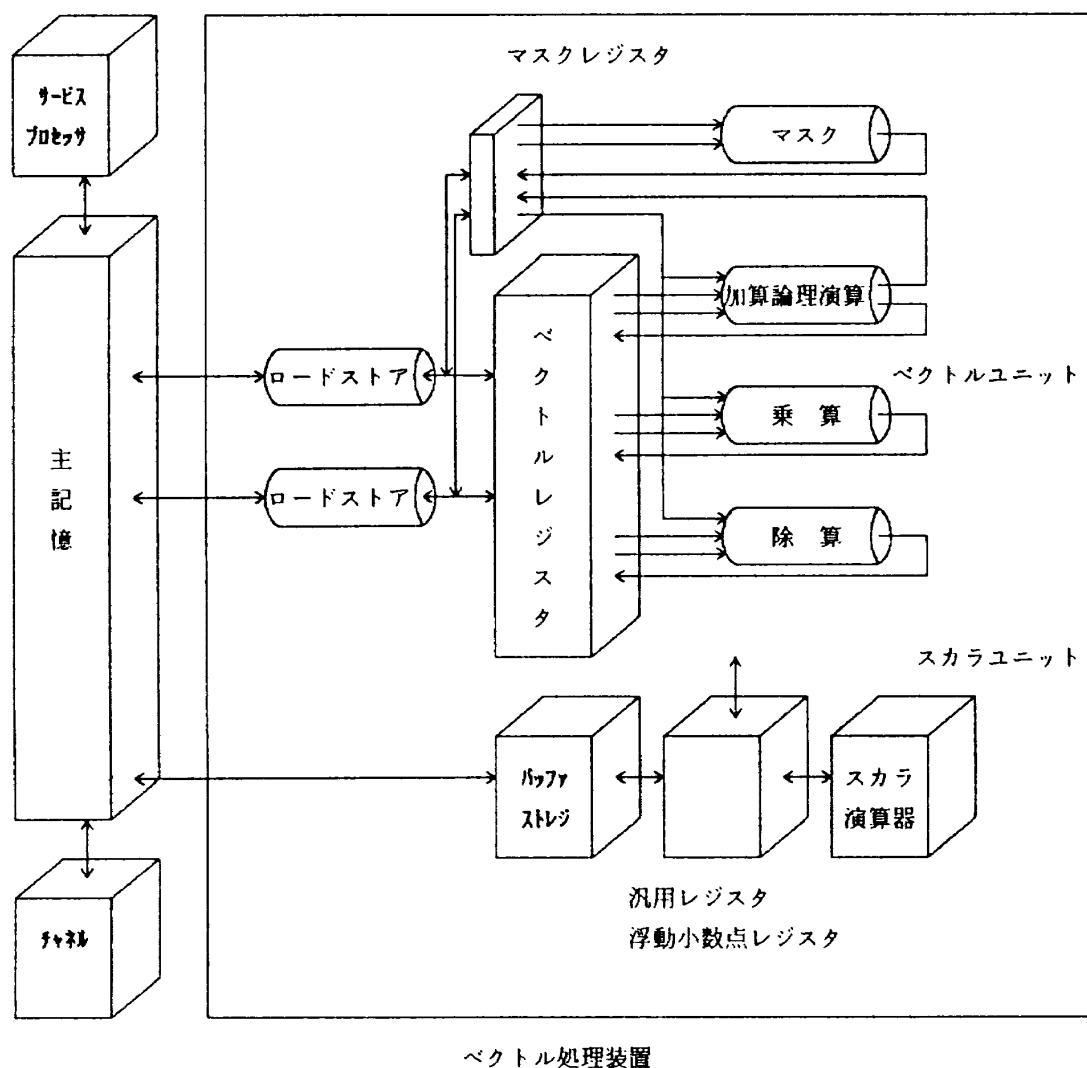 マスクレジスタ
サービス
プロセッサ
マスク
加算論理演算
ベクトルユニット
ロードストア
乗 算
ロードストア
除 算
主記憶
ベクトルレジスタ
スカラユニット
バッファ
ストレジ
スカラ
演算器
汎用レジスタ
浮動小数点レジスタ
チャネル
ベクトル処理装置